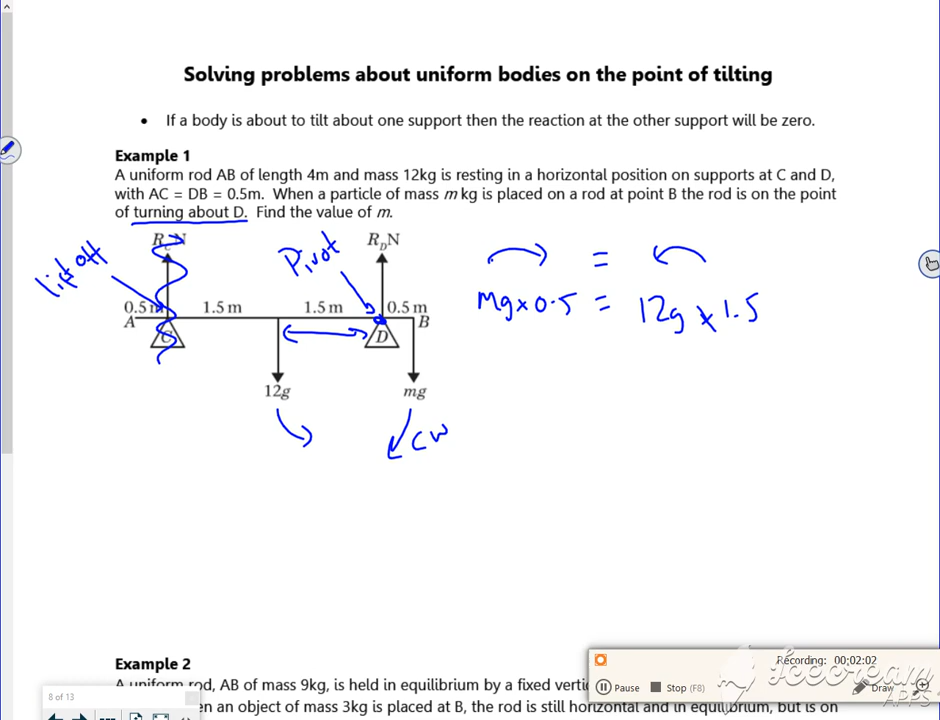 Solving problems about uniform bodies on the point of tilting
• If a body is about to tilt about one support then the reaction at the other support will be zero.
Example 1
A uniform rod AB of length 4m and mass 12kg is resting in a horizontal position on supports at C and D,
with AC = DB = 0.5m. When a particle of mass m kg is placed on a rod at point B the rod is on the point
of turning about D. Find the value of m.
lift off
Pivot
R_D N
=
0.5 m 1.5 m 1.5 m 0.5 m
Mg × 0.5 = 12g × 1.5
A C D B
12g mg
CW
Example 2
A uniform rod, AB of mass 9kg, is held in equilibrium by a fixed
en an object of mass 3kg is placed at B, the rod is still horizontal and in equilibrium, but is on
8 of 13
Recording: 00:02:02
Pause Stop (F8) Draw
Icecream
APPS